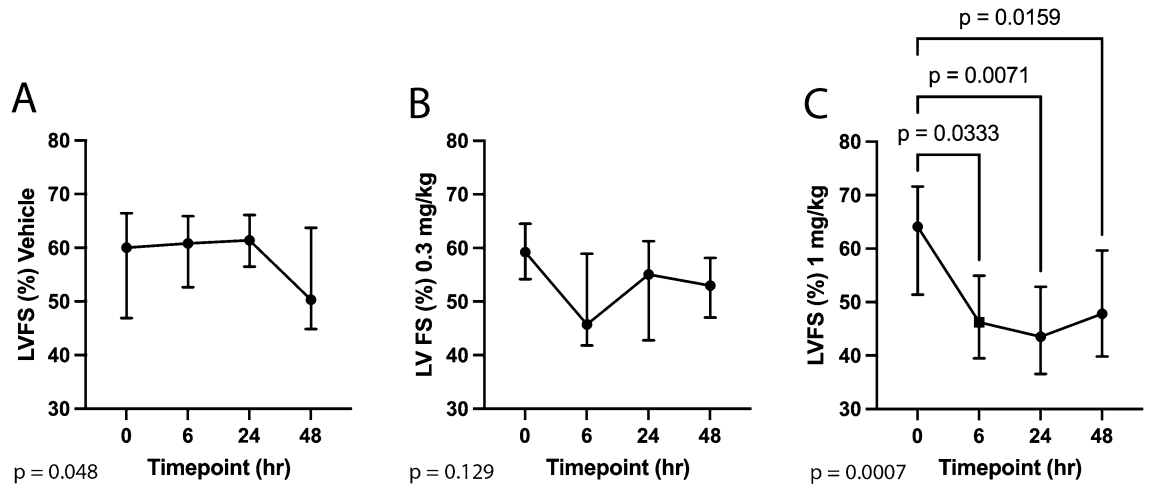 A
LVFS (%) Vehicle
80
70
60
50
40
30
0 6 24 48
Timepoint (hr)
p = 0.048
B
LV FS (%) 0.3 mg/kg
80
70
60
50
40
30
0 6 24 48
Timepoint (hr)
p = 0.129
C
p = 0.0159
p = 0.0071
p = 0.0333
LVFS (%) 1 mg/kg
80
70
60
50
40
30
0 6 24 48
Timepoint (hr)
p = 0.0007